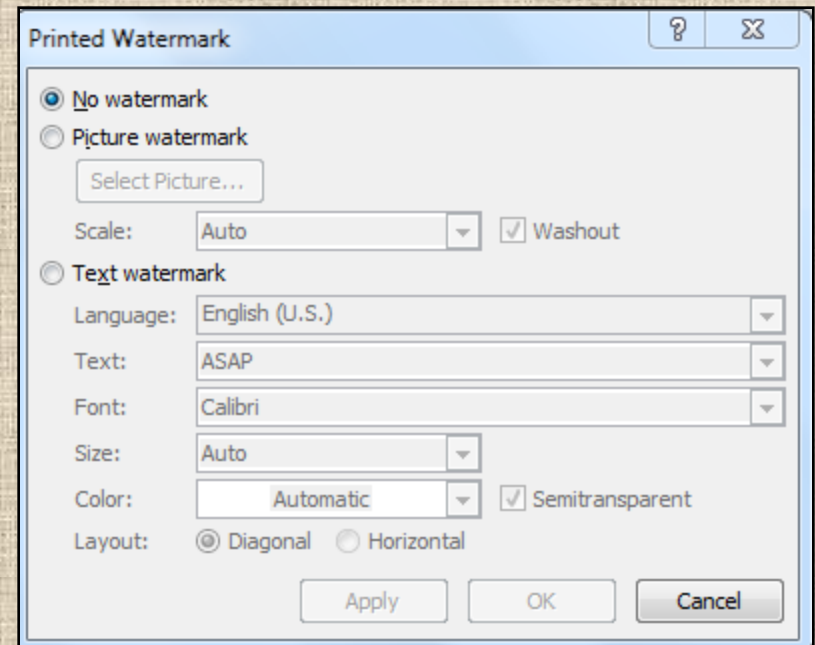 Printed Watermark
No watermark
Picture watermark
Select Picture...
Scale: Auto Washout
Text watermark
Language: English (U.S.)
Text: ASAP
Font: Calibri
Size: Auto
Color: Automatic Semitransparent
Layout: Diagonal Horizontal
Apply OK Cancel